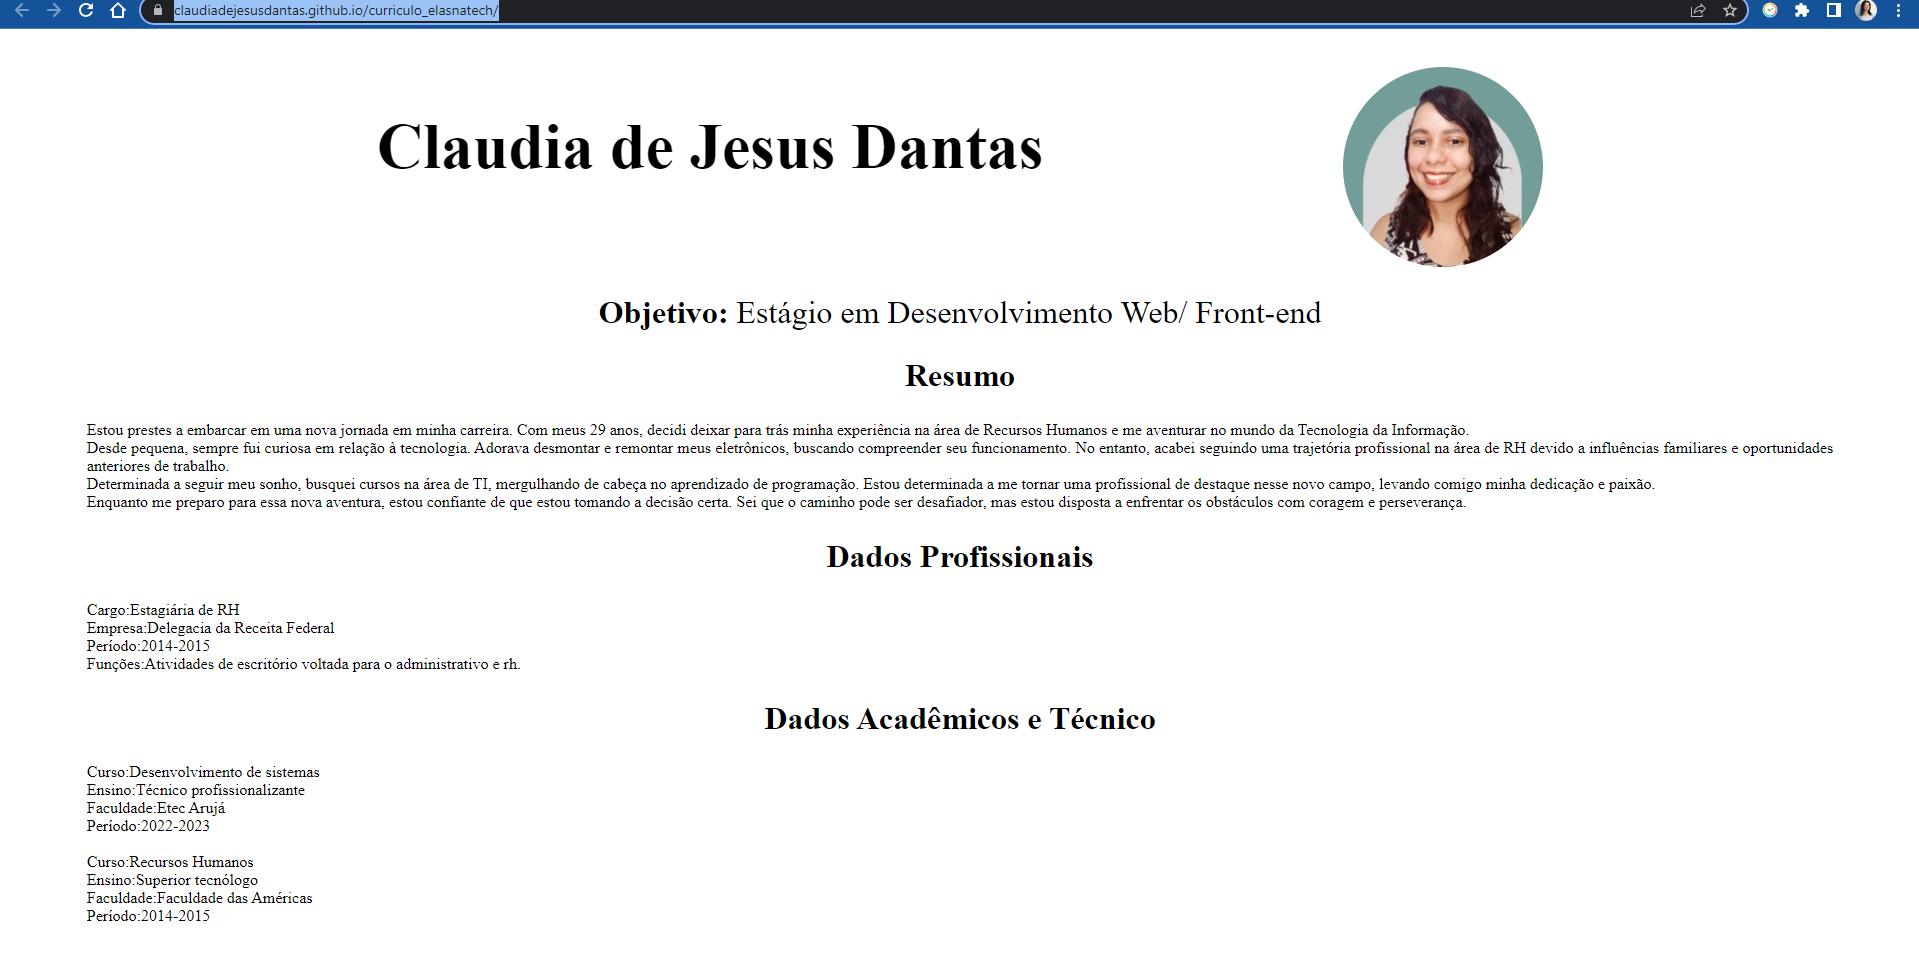 claudiadejesusdantas.github.io/curriculo_elasnatech/
Claudia de Jesus Dantas
Objetivo: Estágio em Desenvolvimento Web/ Front-end
Resumo
Estou prestes a embarcar em uma nova jornada em minha carreira. Com meus 29 anos, decidi deixar para trás minha experiência na área de Recursos Humanos e me aventurar no mundo da Tecnologia da Informação.
Desde pequena, sempre fui curiosa em relação à tecnologia. Adorava desmontar e remontar meus eletrônicos, buscando compreender seu funcionamento. No entanto, acabei seguindo uma trajetória profissional na área de RH devido a influências familiares e oportunidades
anteriores de trabalho.
Determinada a seguir meu sonho, busquei cursos na área de TI, mergulhando de cabeça no aprendizado de programação. Estou determinada a me tornar uma profissional de destaque nesse novo campo, levando comigo minha dedicação e paixão.
Enquanto me preparo para essa nova aventura, estou confiante de que estou tomando a decisão certa. Sei que o caminho pode ser desafiador, mas estou disposta a enfrentar os obstáculos com coragem e perseverança.
Dados Profissionais
Cargo:Estagiária de RH
Empresa:Delegacia da Receita Federal
Período:2014-2015
Funções:Atividades de escritório voltada para o administrativo e rh.
Dados Acadêmicos e Técnico
Curso:Desenvolvimento de sistemas
Ensino:Técnico profissionalizante
Faculdade:Etec Arujá
Período:2022-2023
Curso:Recursos Humanos
Ensino:Superior tecnólogo
Faculdade:Faculdade das Américas
Período:2014-2015